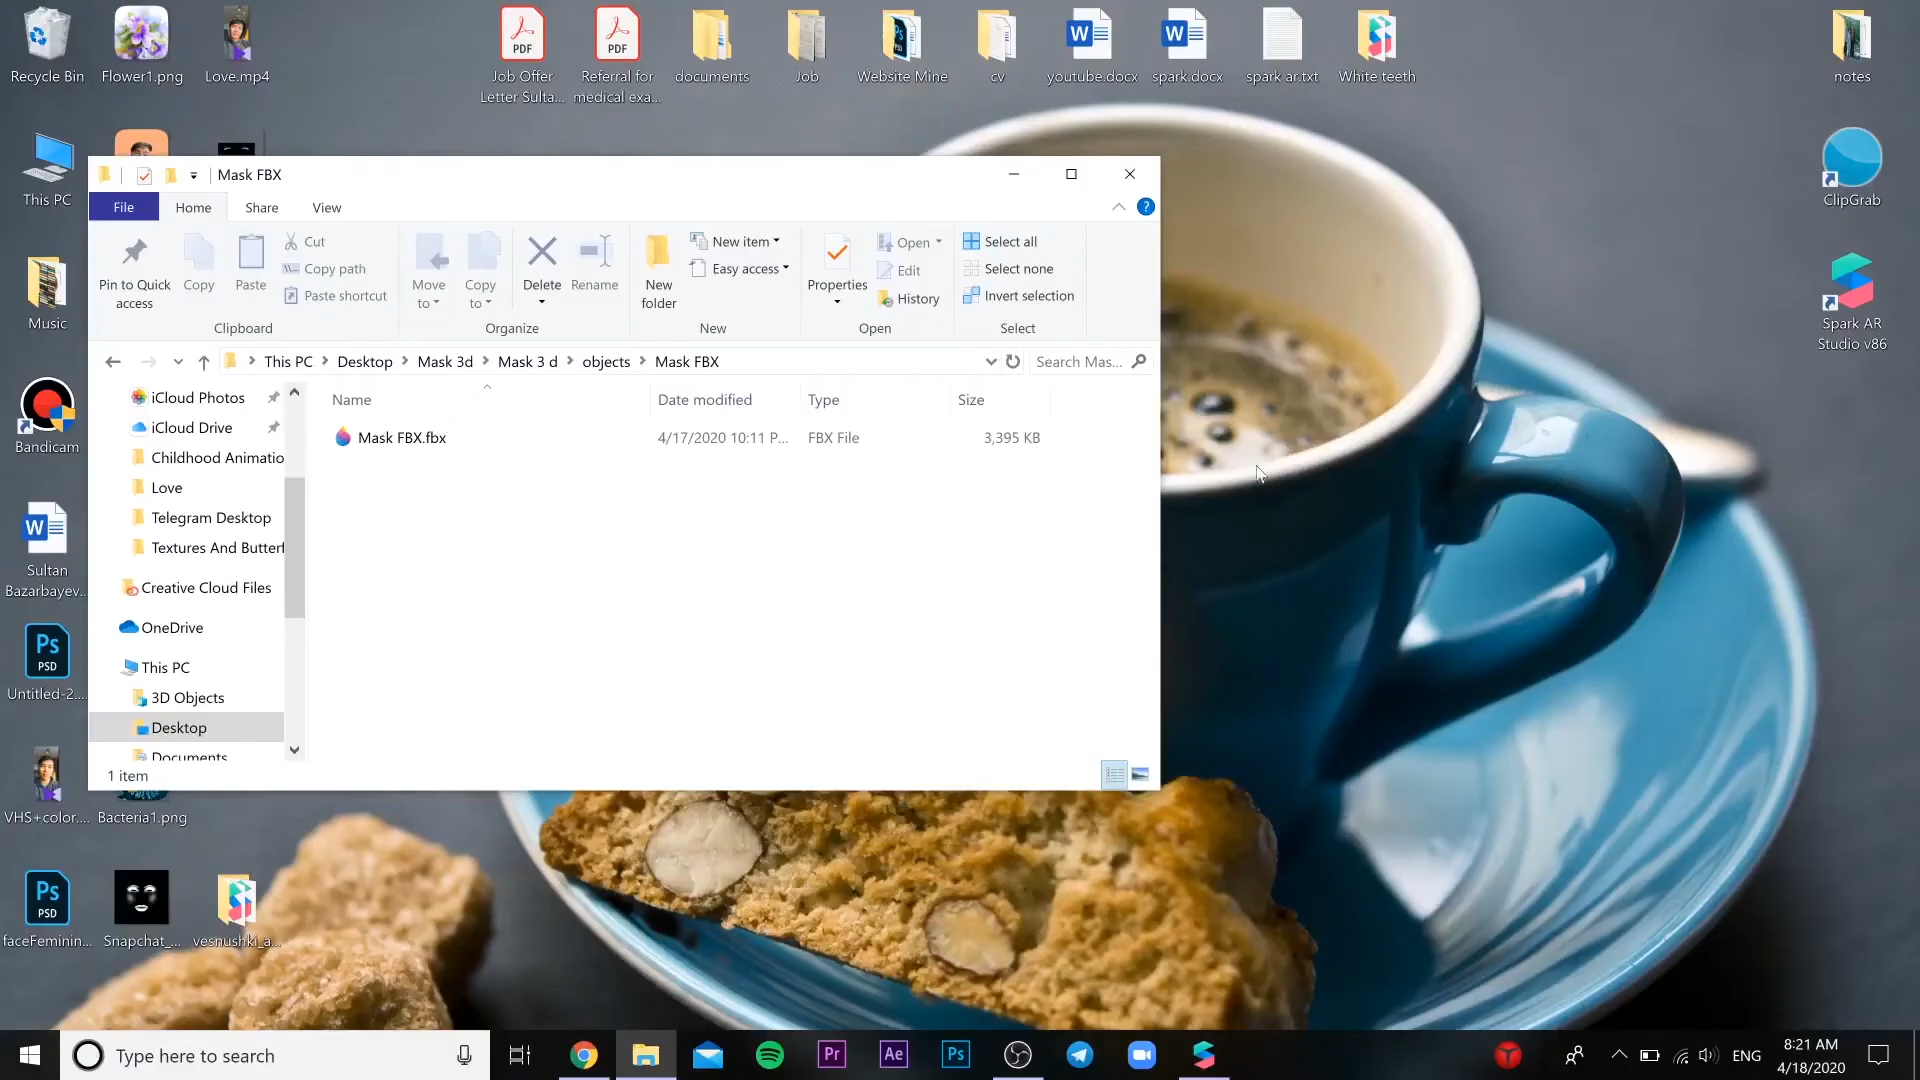 Recycle Bin
Flower1.png
Love.mp4
PDF
Job Offer
Letter Sulta...
PDF
Referral for
medical exa...
documents
Job
Website Mine
cv
W
youtube.docx
W
spark.docx
spark ar.txt
White teeth
notes
This PC
ClipGrab
Music
Spark AR
Studio v86
Bandicam
W
Sultan
Bazarbayev...
Ps
PSD
Untitled-2....
VHS+color....
Bacteria1.png
Ps
PSD
faceFeminin...
Snapchat_...
vesnushki_a...
Mask FBX
File
Home
Share
View
Pin to Quick
access
Copy
Paste
Cut
Copy path
Paste shortcut
Clipboard
Move
to
Copy
to
Delete
Rename
Organize
New
folder
New item
Easy access
New
Properties
Open
Edit
History
Open
Select all
Select none
Invert selection
Select
This PC > Desktop > Mask 3d > Mask 3 d > objects > Mask FBX
Search Mas...
iCloud Photos
iCloud Drive
Childhood Animatio
Love
Telegram Desktop
Textures And Butterf
Creative Cloud Files
OneDrive
This PC
3D Objects
Desktop
Documents
Name
Date modified
Type
Size
Mask FBX.fbx
4/17/2020 10:11 P...
FBX File
3,395 KB
1 item
Type here to search
Pr
Ae
Ps
ENG
8:21 AM
4/18/2020